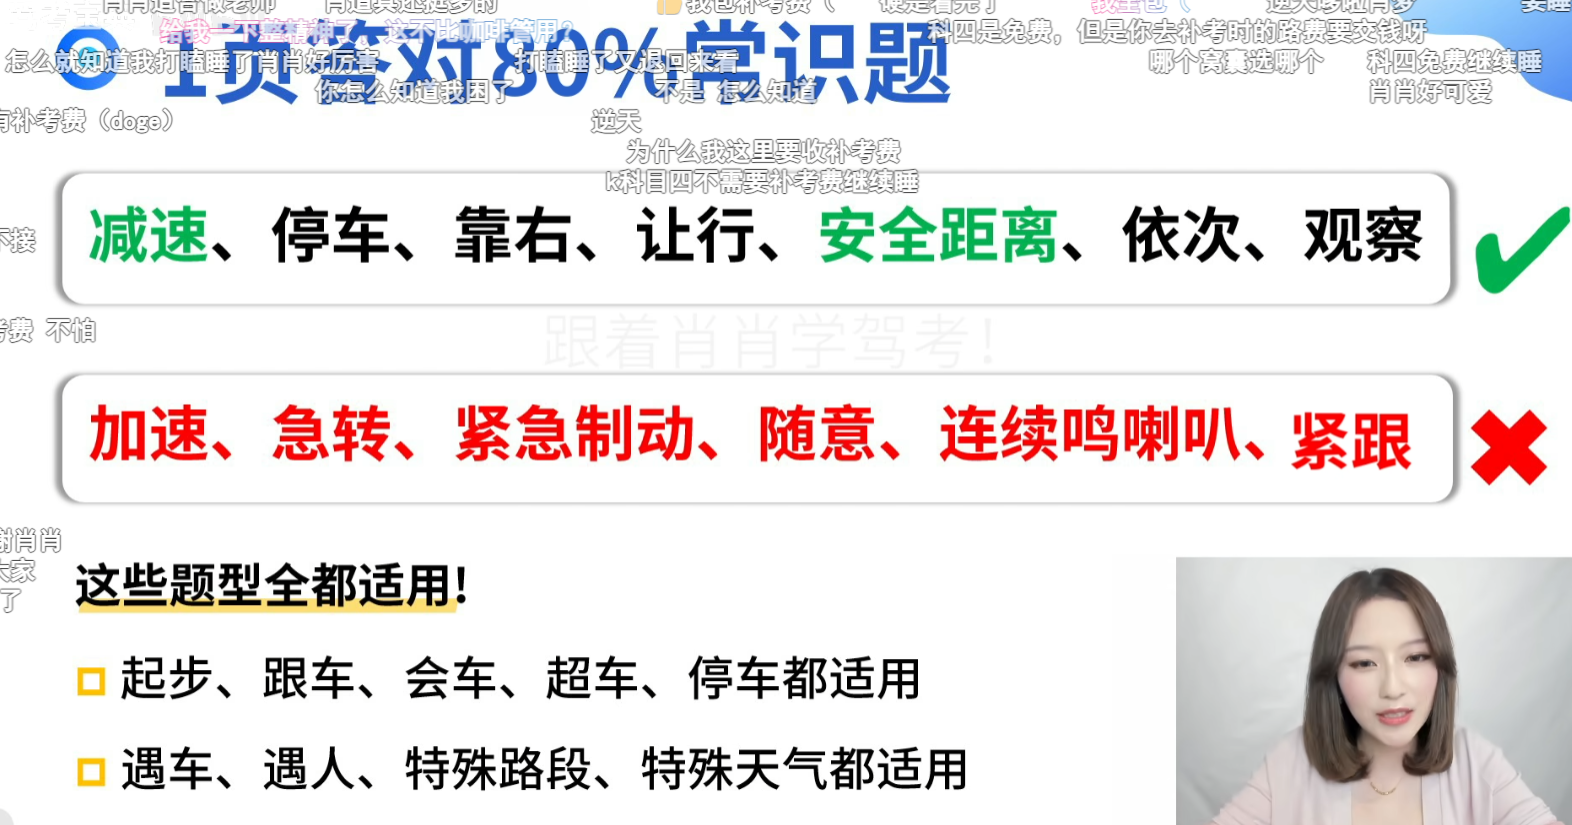 肖肖适合做老师
肖肖真还挺多的
我包补考费（
硬是看完了
我全包（
给我一下整精神了，这不比咖啡管用？
科四是免费，但是你去补考时的路费要交钱呀
1页答对80%常识题
怎么就知道我打瞌睡了肖肖好厉害
打瞌睡了又退回来看
哪个窝囊选哪个
科四免费继续睡
你怎么知道我困了
不是 怎么知道
肖肖好可爱
有补考费（doge）
逆天
为什么我这里要收补考费
k科目四不需要补考费继续睡
减速、停车、靠右、让行、安全距离、依次、观察
不接
跟着肖肖学驾考！
考费 不怕
加速、急转、紧急制动、随意、连续鸣喇叭、紧跟
谢肖肖
大家
了
这些题型全都适用！
起步、跟车、会车、超车、停车都适用
遇车、遇人、特殊路段、特殊天气都适用